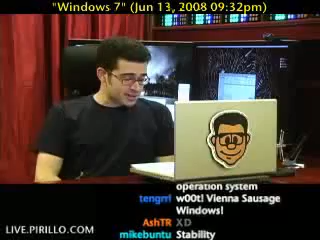 "Windows 7" (Jun 13, 2008 09:32pm)
operation system
tengrrl w00t! Vienna Sausage
Windows!
AshTR XD
mikebuntu Stability
LIVE.PIRILLO.COM